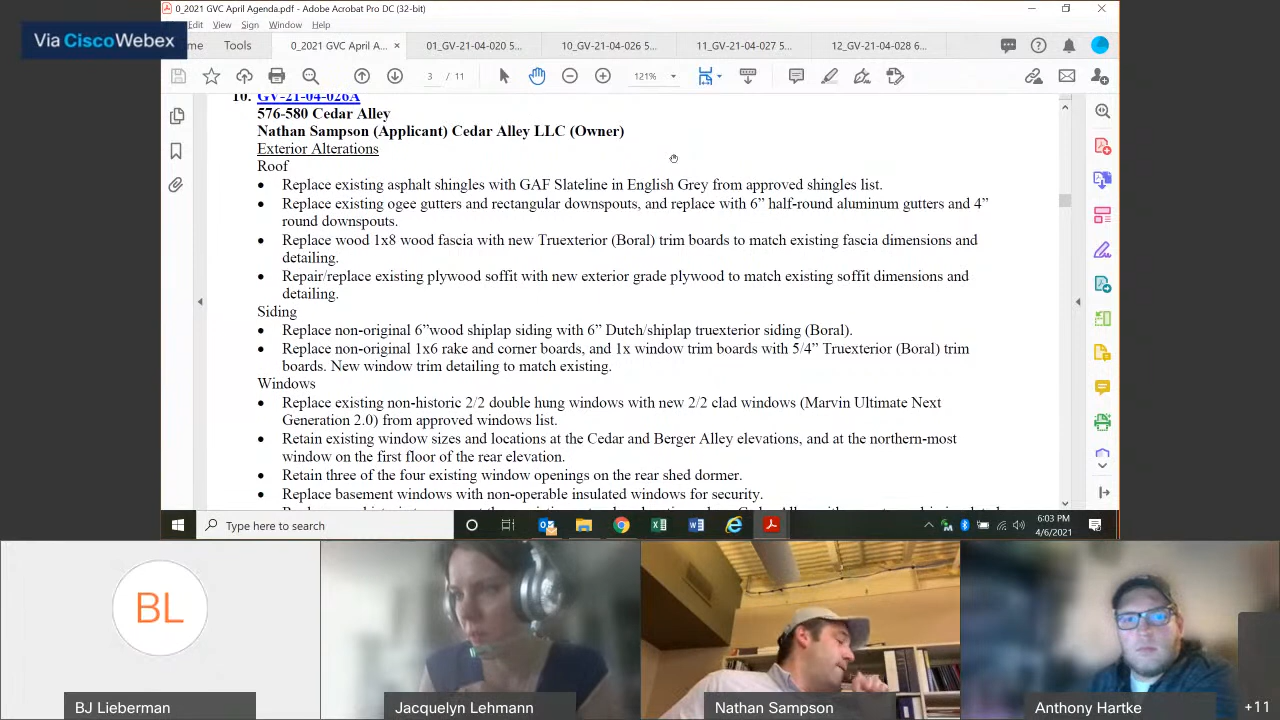 0_2021 GVC April Agenda.pdf - Adobe Acrobat Pro DC (32-bit)
Via CiscoWebex
Edit View Sign Window Help
me Tools 0_2021 GVC April A... × 01_GV-21-04-020 5... 10_GV-21-04-026 5... 11_GV-21-04-027 5... 12_GV-21-04-028 6...
3 / 11 121%
10. GV-21-04-026A
576-580 Cedar Alley
Nathan Sampson (Applicant) Cedar Alley LLC (Owner)
Exterior Alterations
Roof
• Replace existing asphalt shingles with GAF Slateline in English Grey from approved shingles list.
• Replace existing ogee gutters and rectangular downspouts, and replace with 6” half-round aluminum gutters and 4”
round downspouts.
• Replace wood 1x8 wood fascia with new Truexterior (Boral) trim boards to match existing fascia dimensions and
detailing.
• Repair/replace existing plywood soffit with new exterior grade plywood to match existing soffit dimensions and
detailing.
Siding
• Replace non-original 6”wood shiplap siding with 6” Dutch/shiplap truexterior siding (Boral).
• Replace non-original 1x6 rake and corner boards, and 1x window trim boards with 5/4” Truexterior (Boral) trim
boards. New window trim detailing to match existing.
Windows
• Replace existing non-historic 2/2 double hung windows with new 2/2 clad windows (Marvin Ultimate Next
Generation 2.0) from approved windows list.
• Retain existing window sizes and locations at the Cedar and Berger Alley elevations, and at the northern-most
window on the first floor of the rear elevation.
• Retain three of the four existing window openings on the rear shed dormer.
• Replace basement windows with non-operable insulated windows for security.
Type here to search
6:03 PM
4/6/2021
BL
BJ Lieberman
Jacquelyn Lehmann
Nathan Sampson
Anthony Hartke
+11